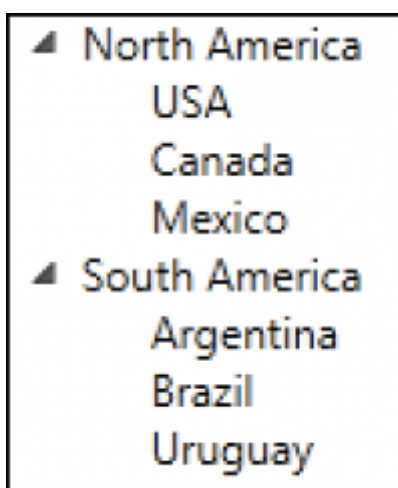 North America
USA
Canada
Mexico
South America
Argentina
Brazil
Uruguay